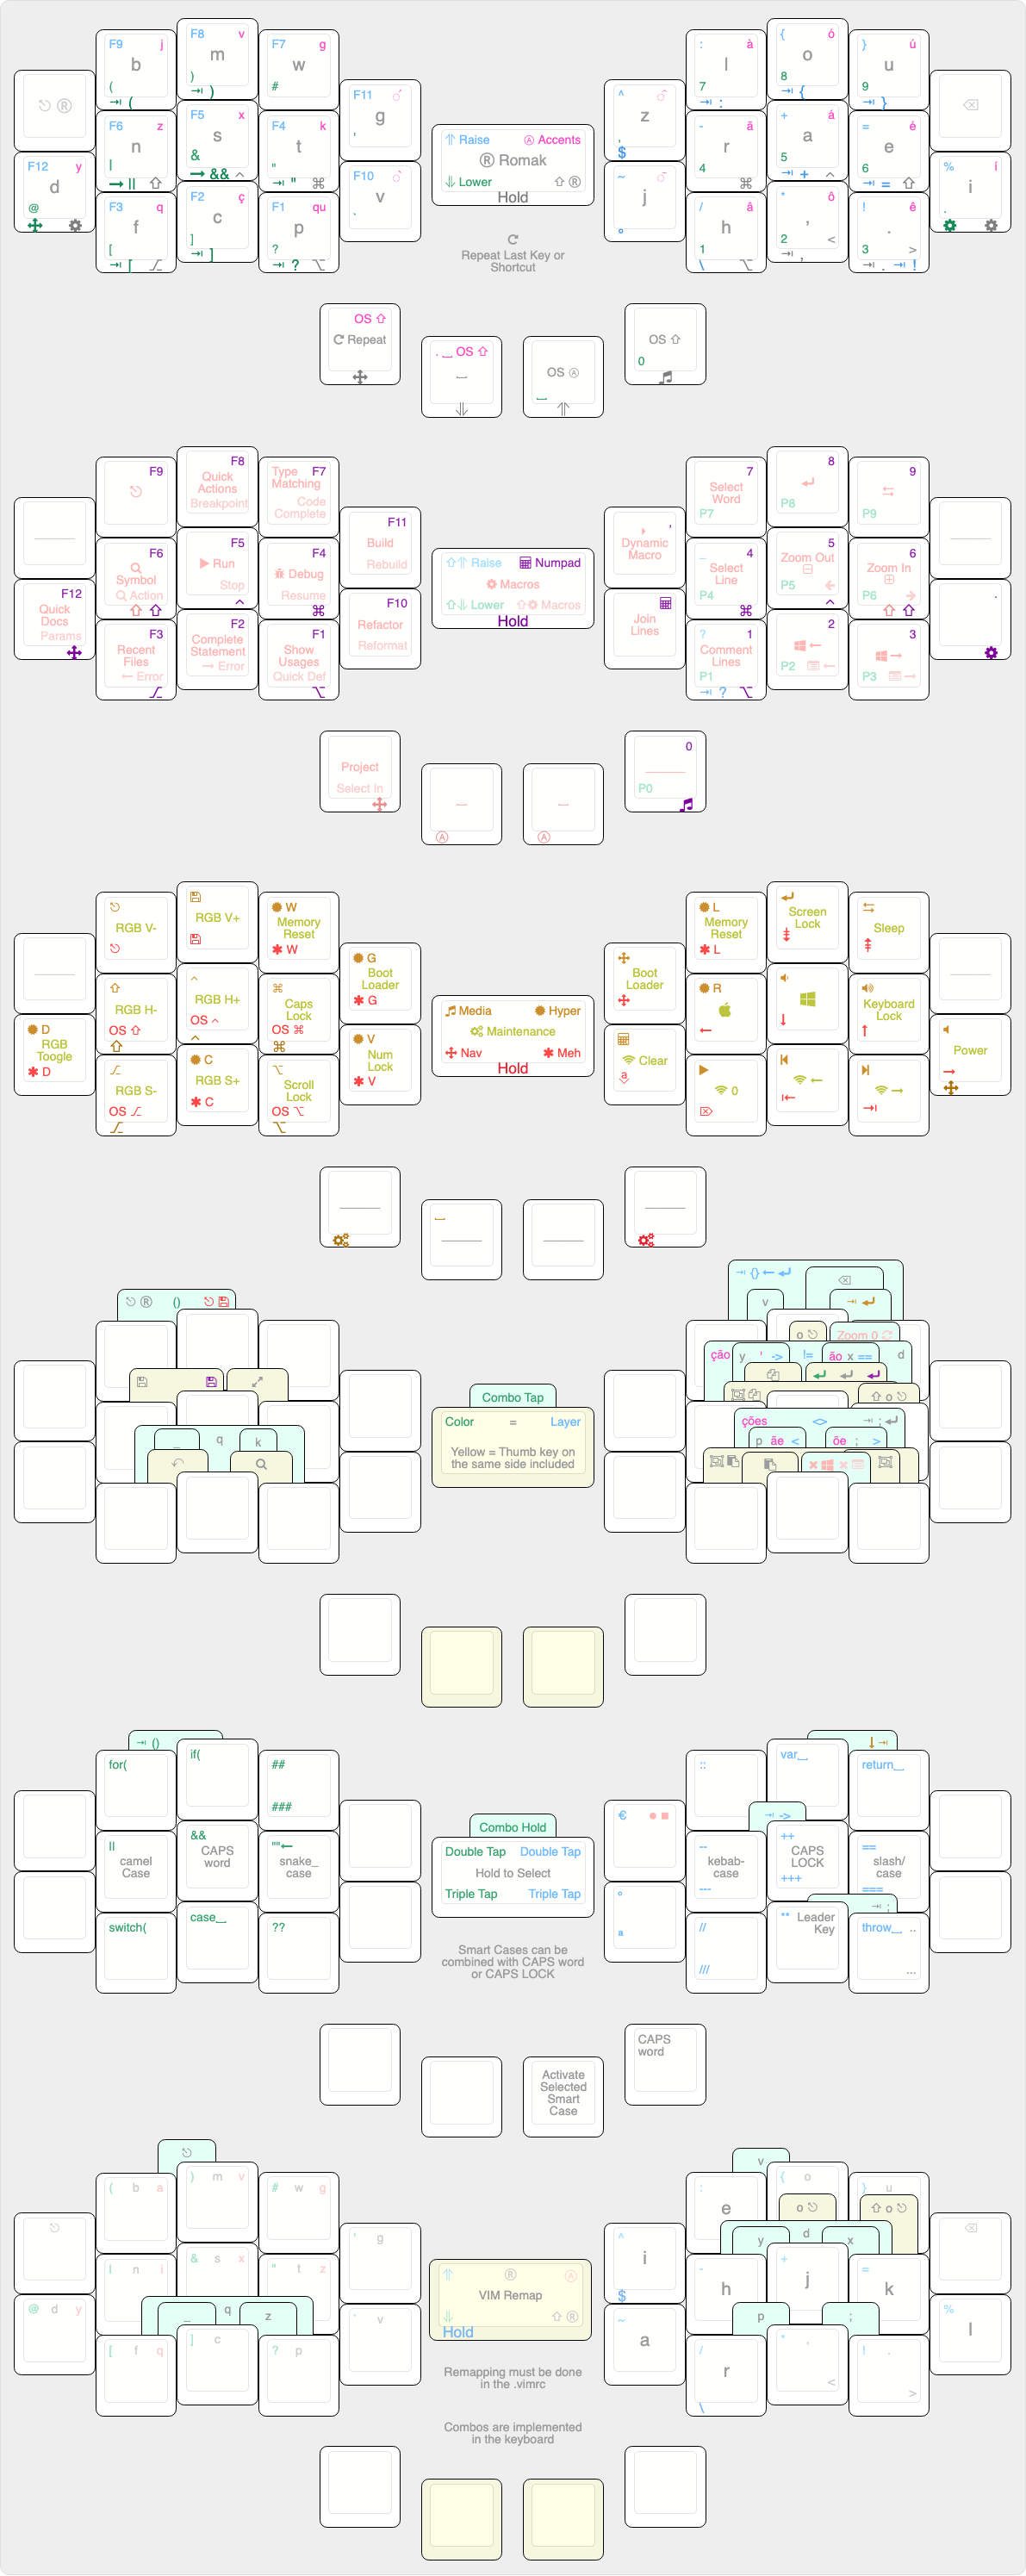 F9 j
b
(
⇥ (
F8 v
m
)
⇥ )
F7 g
w
#
F11 ◌́
g
'
®
F6 z
n
|
→ || ⇧
F5 x
s
&
→ && ^
F4 k
t
"
⇥ " ⌘
F10 ◌̀
v
`
F12 y
d
@
F3 q
f
[
⇥ [ ⌥
F2 ç
c
]
⇥ ]
F1 qu
p
?
⇥ ? ⌥
⇑ Raise Ⓐ Accents
® Romak
⇓ Lower ⇧ ®
Hold
Repeat Last Key or
Shortcut
: à
l
7
⇥ :
{ ó
o
8
⇥ {
} ú
u
9
⇥ }
^ ◌̂
z
,
$
- ã
r
4
⌘
+ á
a
5
⇥ + ^
= é
e
6
⇥ = ⇧
~ ◌̃
j
°
% i
i
.
/ â
h
1
\ ⌥
* ô
,
2 <
⇥ ,
! ê
.
3 >
⇥ . ⇥ !
OS ⇧
Repeat
. ⎵ OS ⇧
⎵
⇓
OS Ⓐ
⎵
⇑
OS ⇧
0
F9
F8
Quick
Actions
Breakpoint
Type F7
Matching
Code
Complete
F11
Build
Rebuild
F6
Symbol
Action
⇧ ⇧
F5
Run
Stop
^
F4
Debug
Resume
⌘
F10
Refactor
Reformat
F12
Quick
Docs
Params
F3
Recent
Files
← Error
F2
Complete
Statement
→ Error
F1
Show
Usages
Quick Def
⌥
⇧⇑ Raise Numpad
Macros
⇧⇓ Lower ⇧ Macros
Hold
7
Select
Word
P7
8
P8
9
P9
'
Dynamic
Macro
_ 4
Select
Line
P4
⌘
5
Zoom Out
P5 ←
^
6
Zoom In
P6 →
⇧ ⇧
Join
Lines
.
? 1
Comment
Lines
P1
⇥ ? ⌥
2
P2 ←
3
P3 →
Project
Select In
⎵
Ⓐ
⎵
Ⓐ
0
P0
RGB V-
RGB V+
W
Memory
Reset
✱ W
G
Boot
Loader
✱ G
⇧
RGB H-
OS ⇧
⇧
^
RGB H+
OS ^
^
⌘
Caps
Lock
OS ⌘
⌘
V
Num
Lock
✱ V
D
RGB
Toogle
✱ D
RGB S-
OS
C
RGB S+
✱ C
⌥
Scroll
Lock
OS ⌥
⌥
Media Hyper
Maintenance
Nav ✱ Meh
Hold
L
Memory
Reset
✱ L
Screen
Lock
Sleep
Boot
Loader
R
←
↓
Keyboard
Lock
↑
Clear
a
Power
→
0
←
→
⎵
® ()
q
_ k
Combo Tap
Color = Layer
Yellow = Thumb key on
the same side included
⇥ {} ← ↵
v
⇥ ↵
o
Zoom 0
ção y ' -> != ão x == d
⇧ o
ções <> ⇥ ; ↵
p ãe < õe ; >
⇥ ()
for(
if(
##
###
||
camel
Case
&&
CAPS
word
""←
snake_
case
switch(
case⎵
??
Combo Hold
Double Tap Double Tap
Hold to Select
Triple Tap Triple Tap
Smart Cases can be
combined with CAPS word
or CAPS LOCK
↓ ⇥
::
var⎵
return⎵
€
⇥ ->
--
kebab-
case
---
++
CAPS
LOCK
+++
==
slash/
case
===
°
ª
⇥ ;
//
///
** Leader
Key
throw⎵ ..
...
Activate
Selected
Smart
Case
CAPS
word
( b a
) m v
# w g
' g
| n i
& s x
" t z
` v
@ d y
q
_ z
[ f q
] c
? p
⇑ ® Ⓐ
VIM Remap
⇓ ⇧ ®
Hold
Remapping must be done
in the .vimrc
Combos are implemented
in the keyboard
v
:
e
{ o
} u
o
⇧ o
^
i
$
y d x
-
h
+
j
=
k
~
a
%
l
p ;
/
r
\
* ,
<
! .
>